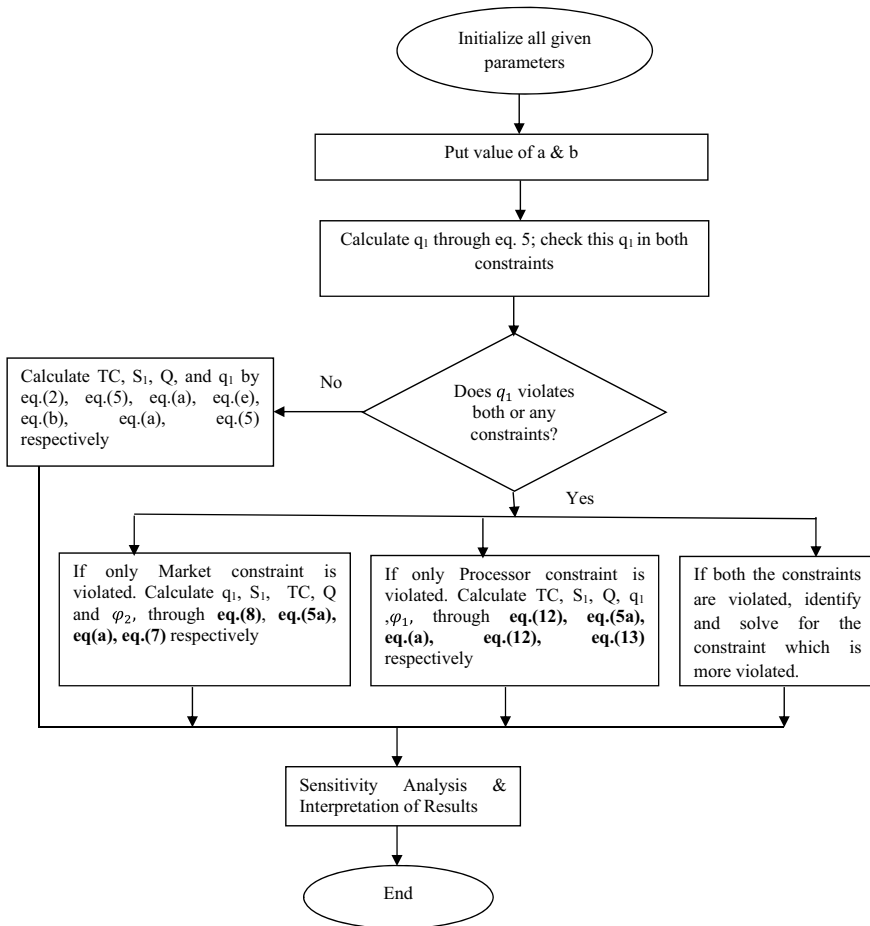 Initialize all given
parameters
Put value of a & b
Calculate q₁ through eq. 5; check this q₁ in both
constraints
Does 𝑞₁ violates
both or any
constraints?
No
Calculate TC, S₁, Q, and q₁ by
eq.(2), eq.(5), eq.(a), eq.(e),
eq.(b), eq.(a), eq.(5)
respectively
Yes
If only Market constraint is
violated. Calculate q₁, S₁, TC, Q
and 𝜑₂, through eq.(8), eq.(5a),
eq(a), eq.(7) respectively
If only Processor constraint is
violated. Calculate TC, S₁, Q, q₁
,𝜑₁, through eq.(12), eq.(5a),
eq.(a), eq.(12), eq.(13)
respectively
If both the constraints
are violated, identify
and solve for the
constraint which is
more violated.
Sensitivity Analysis &
Interpretation of Results
End